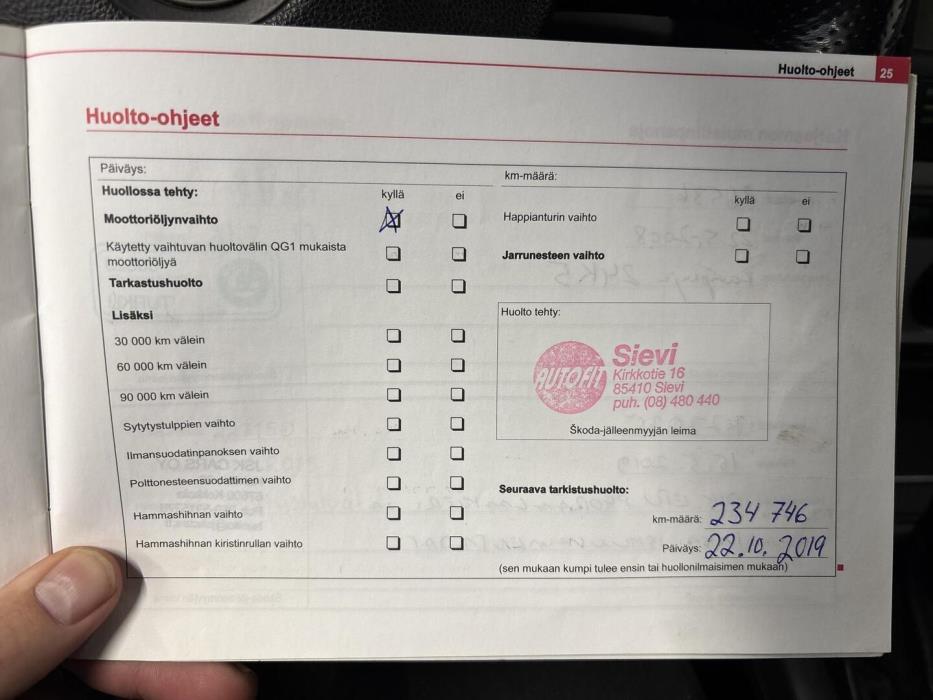 Huolto-ohjeet 25
Huolto-ohjeet
Päiväys:
Huollossa tehty: kyllä ei
Moottoriöljynvaihto
Käytetty vaihtuvan huoltovälin QG1 mukaista
moottoriöljyä
Tarkastushuolto
Lisäksi
30 000 km välein
60 000 km välein
90 000 km välein
Sytytystulppien vaihto
Ilmansuodatinpanoksen vaihto
Polttonesteensuodattimen vaihto
Hammashihnan vaihto
Hammashihnan kiristinrullan vaihto
km-määrä:
kyllä ei
Happianturin vaihto
Jarrunesteen vaihto
Huolto tehty:
AUTOFIT
Sievi
Kirkkotie 16
85410 Sievi
puh. (08) 480 440
Škoda-jälleenmyyjän leima
Seuraava tarkistushuolto:
km-määrä: 234 746
Päiväys: 22.10.2019
(sen mukaan kumpi tulee ensin tai huollonilmaisimen mukaan)